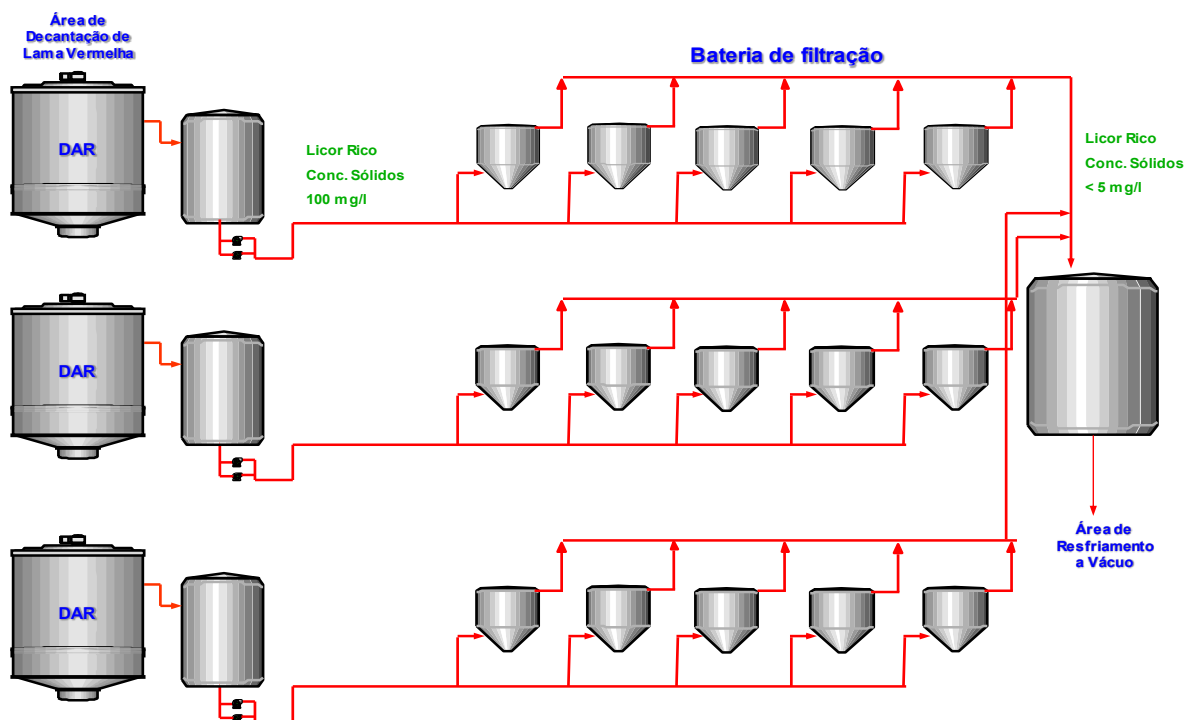 Área de
Decantação de
Lama Vermelha
Bateria de filtração
DAR
Licor Rico
Conc. Sólidos
100 mg/l
Licor Rico
Conc. Sólidos
< 5 mg/l
DAR
Área de
Resfriamento
a Vácuo
DAR